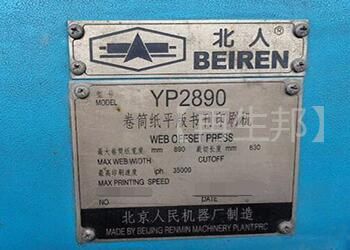 北人®
BEIREN
型号
MODEL YP2890
卷筒纸平版书刊印刷机
WEB OFFSET PRESS
最大卷筒纸宽度 mm 890 最切长度 mm 630
MAX WEB WIDTH CUTOFF
最高印刷速度 iph. 35000
MAX PRINTING SPEED
NO DATE
北京人民机器厂制造
MADE BY BEIJING RENMIN MACHINERY PLANT.PRC